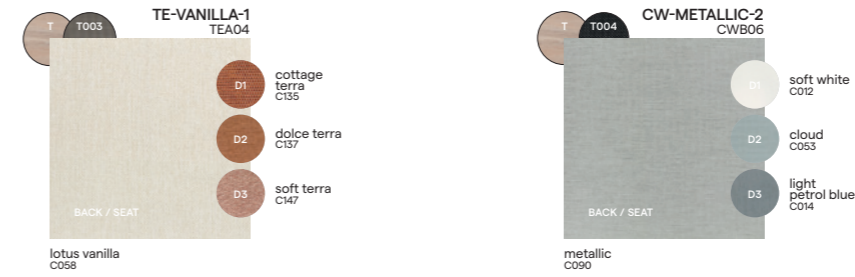 TE-VANILLA-1
TEA04
T
T003
D1
cottage
terra
C135
D2
dolce terra
C137
D3
soft terra
C147
BACK / SEAT
lotus vanilla
C058
CW-METALLIC-2
CWB06
T
T004
D1
soft white
C012
D2
cloud
C053
D3
light
petrol blue
C014
BACK / SEAT
metallic
C090